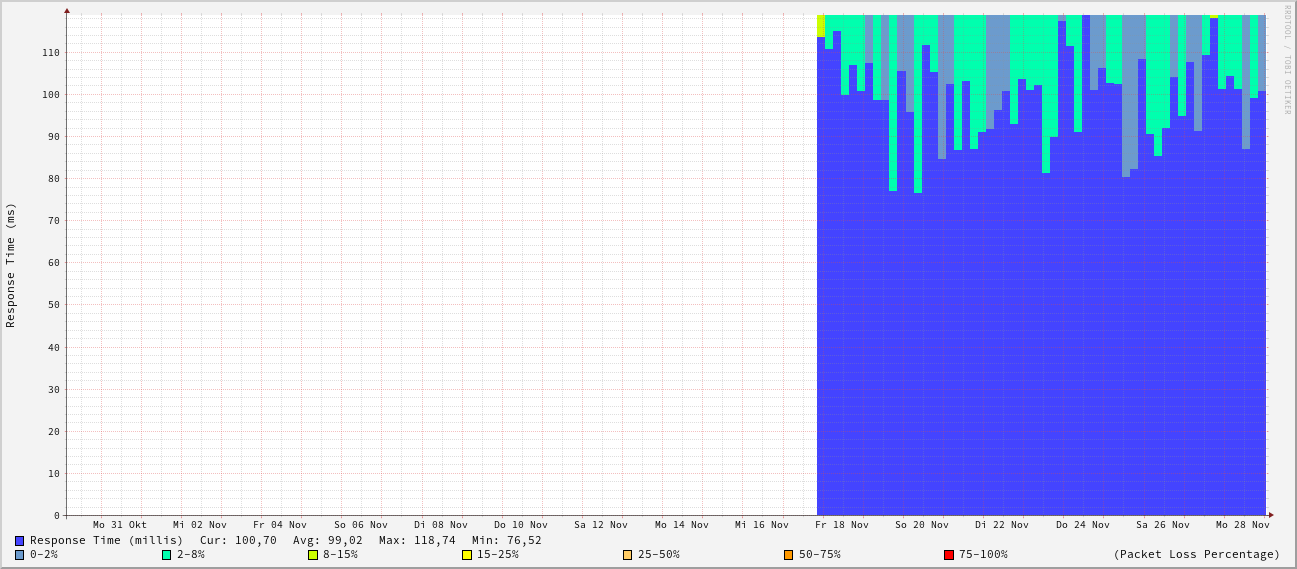 RRDTOOL / TOBI OETIKER
Response Time (ms)
110
100
90
80
70
60
50
40
30
20
10
0
Mo 31 Okt Mi 02 Nov Fr 04 Nov So 06 Nov Di 08 Nov Do 10 Nov Sa 12 Nov Mo 14 Nov Mi 16 Nov Fr 18 Nov So 20 Nov Di 22 Nov Do 24 Nov Sa 26 Nov Mo 28 Nov
Response Time (millis) Cur: 100,70 Avg: 99,02 Max: 118,74 Min: 76,52
0-2% 2-8% 8-15% 15-25% 25-50% 50-75% 75-100% (Packet Loss Percentage)